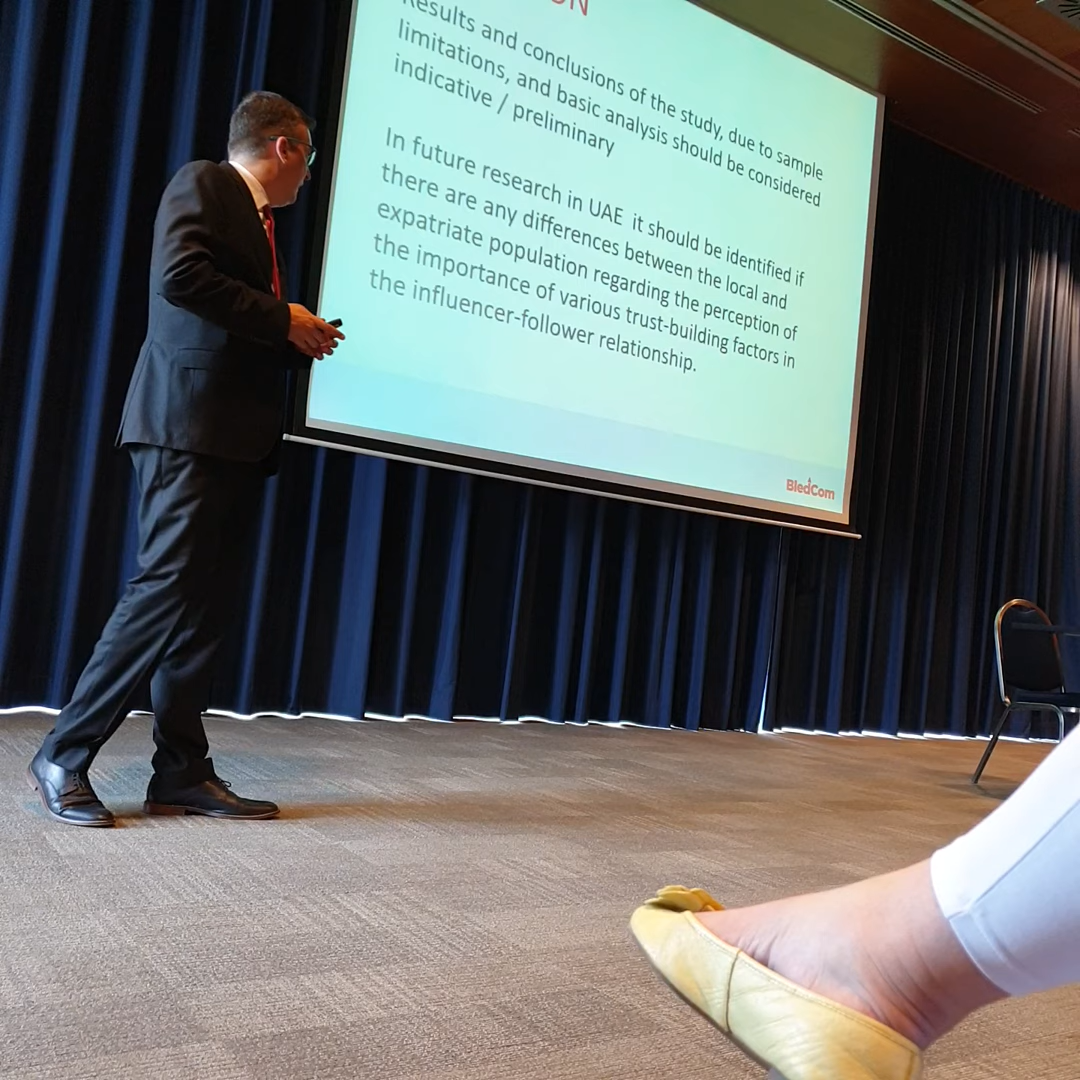 Results and conclusions of the study, due to sample
limitations, and basic analysis should be considered
indicative / preliminary
In future research in UAE it should be identified if
there are any differences between the local and
expatriate population regarding the perception of
the importance of various trust-building factors in
the influencer-follower relationship.
BledCom